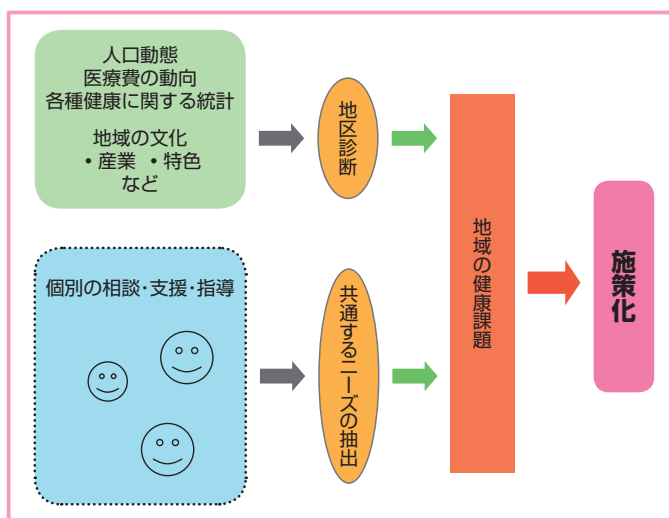 人口動態
医療費の動向
各種健康に関する統計
地域の文化
・産業 ・特色
など
地区診断
個別の相談・支援・指導
共通するニーズの抽出
地域の健康課題
施策化